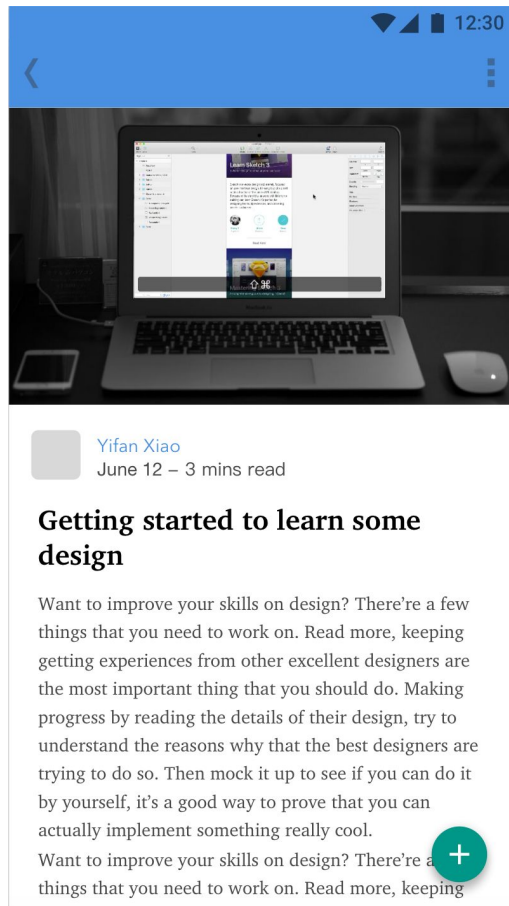 12:30
Learn Sketch 3
⇧ ⌘
Yifan Xiao
June 12 – 3 mins read
Getting started to learn some
design
Want to improve your skills on design? There’re a few
things that you need to work on. Read more, keeping
getting experiences from other excellent designers are
the most important thing that you should do. Making
progress by reading the details of their design, try to
understand the reasons why that the best designers are
trying to do so. Then mock it up to see if you can do it
by yourself, it’s a good way to prove that you can
actually implement something really cool.
Want to improve your skills on design? There’re a
things that you need to work on. Read more, keeping